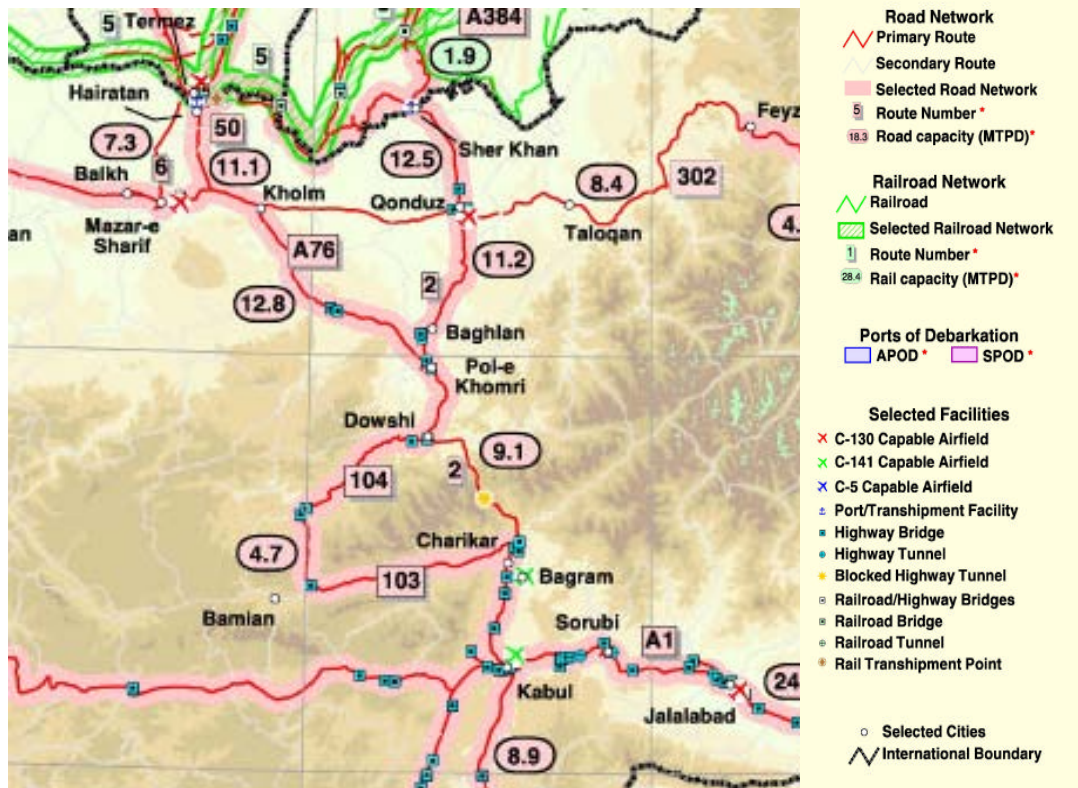 5
Termez
A384
5
1.9
Hairatan
50
7.3
12.5
Sher Khan
Feyz
Balkh
6
11.1
Kholm
Qonduz
8.4
302
Mazar-e
Sharif
Taloqan
4.
an
A76
11.2
2
12.8
Baghlan
Pol-e
Khomri
Dowshi
9.1
104
2
Charikar
4.7
103
Bagram
Bamian
Sorubi
A1
Kabul
24
Jalalabad
8.9
Road Network
Primary Route
Secondary Route
Selected Road Network
5
Route Number *
18.3
Road capacity (MTPD)*
Railroad Network
Railroad
Selected Railroad Network
1
Route Number *
28.4
Rail capacity (MTPD)*
Ports of Debarkation
APOD *
SPOD *
Selected Facilities
C-130 Capable Airfield
C-141 Capable Airfield
C-5 Capable Airfield
Port/Transhipment Facility
Highway Bridge
Highway Tunnel
Blocked Highway Tunnel
Railroad/Highway Bridges
Railroad Bridge
Railroad Tunnel
Rail Transhipment Point
Selected Cities
International Boundary